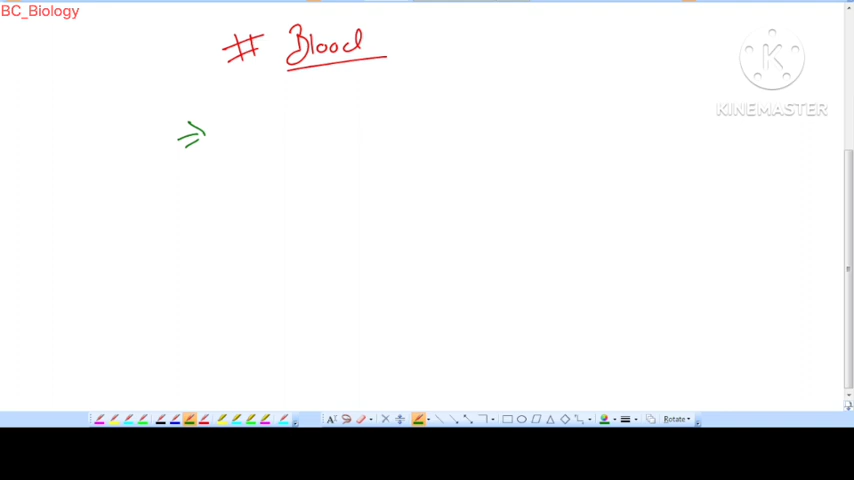 BC_Biology
# Blood
⇒
KINEMASTER
Rotate